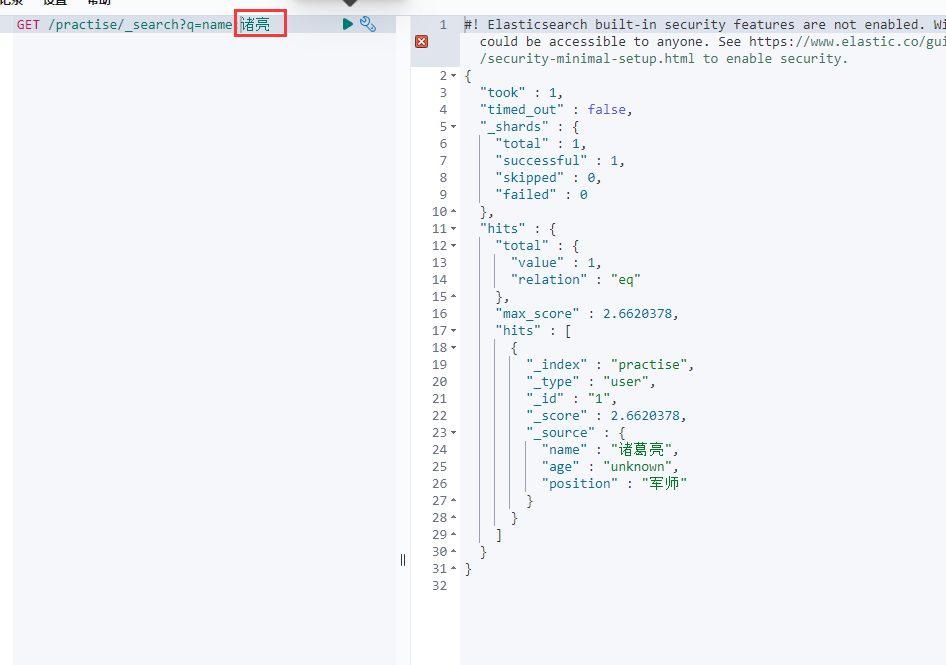 设置 帮助
GET /practise/_search?q=name 诸亮
1 #! Elasticsearch built-in security features are not enabled.
could be accessible to anyone. See https://www.elastic.co/gui
/security-minimal-setup.html to enable security.
2 {
3 "took" : 1,
4 "timed_out" : false,
5 "_shards" : {
6 "total" : 1,
7 "successful" : 1,
8 "skipped" : 0,
9 "failed" : 0
10 },
11 "hits" : {
12 "total" : {
13 "value" : 1,
14 "relation" : "eq"
15 },
16 "max_score" : 2.6620378,
17 "hits" : [
18 {
19 "_index" : "practise",
20 "_type" : "user",
21 "_id" : "1",
22 "_score" : 2.6620378,
23 "_source" : {
24 "name" : "诸葛亮",
25 "age" : "unknown",
26 "position" : "军师"
27 }
28 }
29 ]
30 }
31 }
32